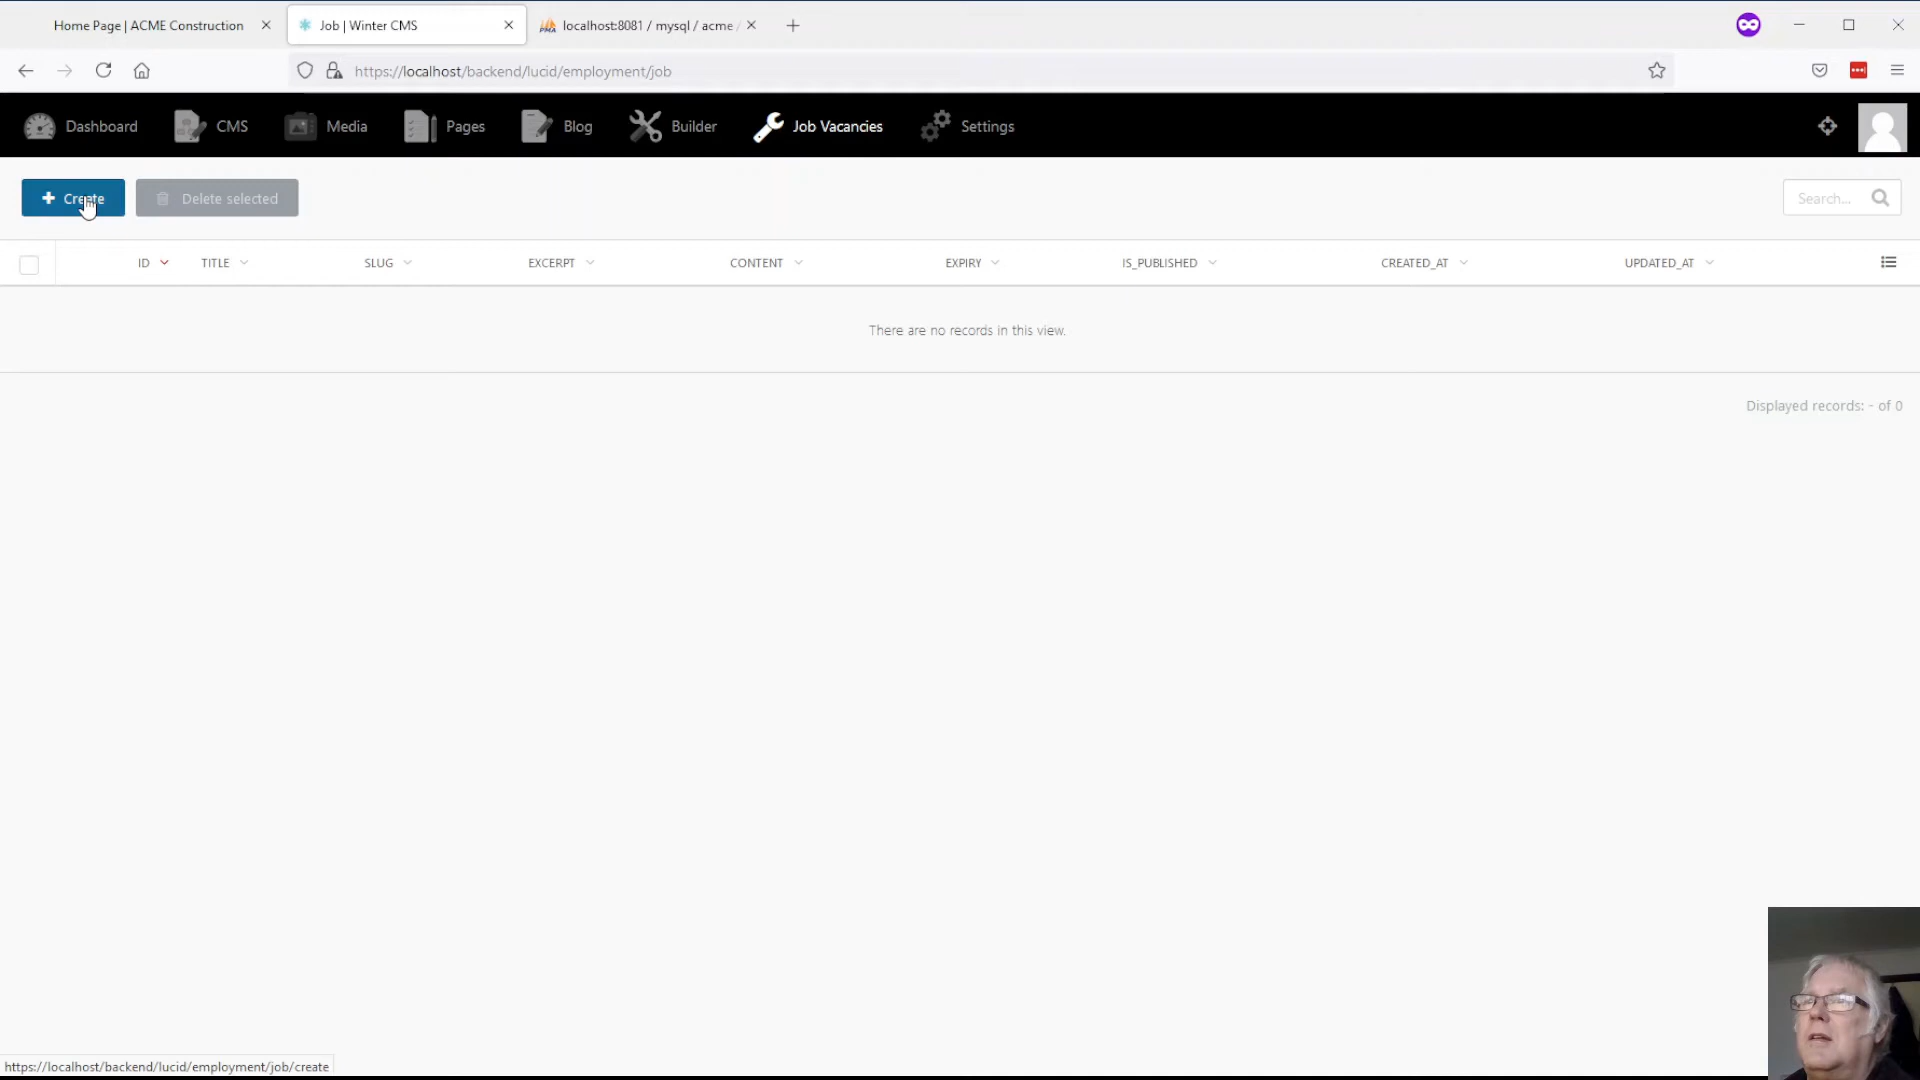 Home Page | ACME Construction
Job | Winter CMS
PMA localhost:8081 / mysql / acme /
https://localhost/backend/lucid/employment/job
Dashboard
CMS
Media
Pages
Blog
Builder
Job Vacancies
Settings
Create
Delete selected
Search...
ID
TITLE
SLUG
EXCERPT
CONTENT
EXPIRY
IS_PUBLISHED
CREATED_AT
UPDATED_AT
There are no records in this view.
Displayed records: - of 0
https://localhost/backend/lucid/employment/job/create